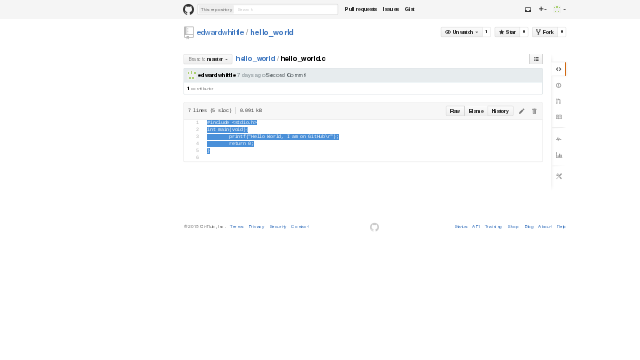 This repository Search Pull requests Issues Gist
edwardwhittle / hello_world
Unwatch 1 Star 0 Fork 0
Branch: master hello_world / hello_world.c
edwardwhittle 7 days ago Second Commit
1 contributor
7 lines (5 sloc) 0.091 kB Raw Blame History
1 #include <stdio.h>
2 int main(void){
3 printf("Hello World, I am on GitHub\n");
4 return 0;
5 }
6
© 2015 GitHub, Inc. Terms Privacy Security Contact
Status API Training Shop Blog About Help